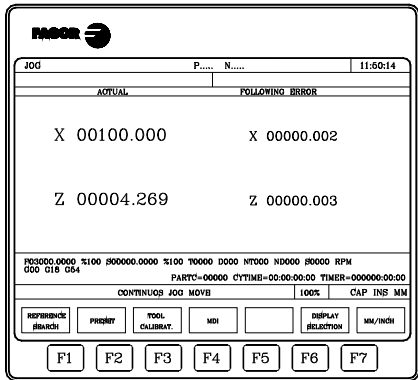 FAGOR
JOG P..... N..... 11:50:14
ACTUAL FOLLOWING ERROR
X 00100.000 X 00000.002
Z 00004.269 Z 00000.003
F03000.0000 %100 S00000.0000 %100 T0000 D000 NT000 ND000 S0000 RPM
G00 G18 G54
PARTC=00000 CYTIME=00:00:00:00 TIMER=000000:00:00
CONTINUOS JOG MOVE 100% CAP INS MM
REFERENCE SEARCH PRESET TOOL CALIBRAT. MDI DISPLAY SELECTION MM/INCH
F1 F2 F3 F4 F5 F6 F7